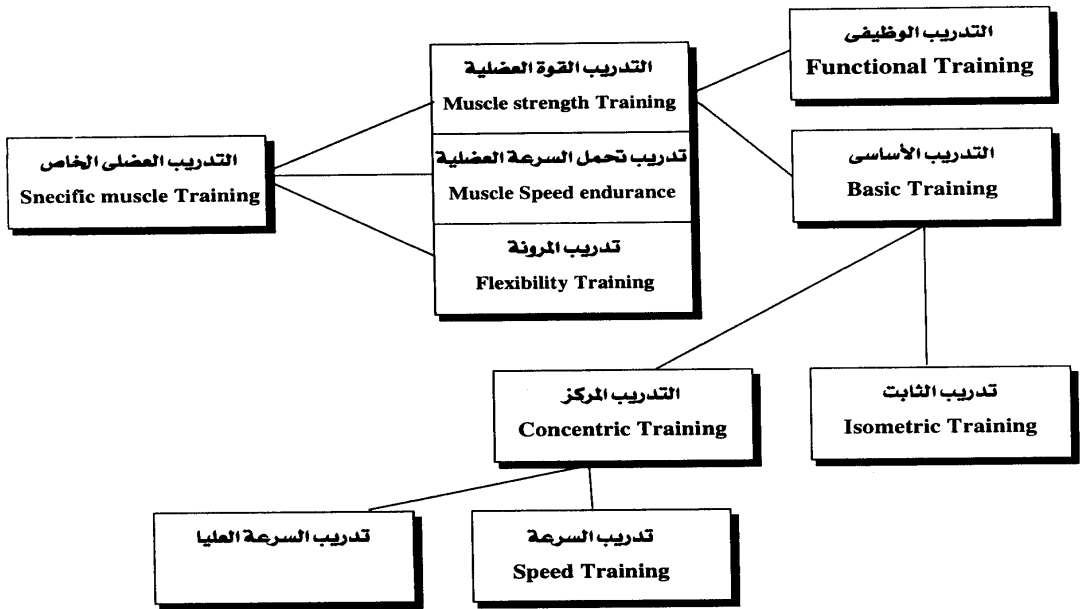 التدريب الوظيفى
Functional Training
التدريب القوة العضلية
Muscle strength Training
التدريب الأساسى
Basic Training
التدريب العضلى الخاص
Snecific muscle Training
تدريب تحمل السرعة العضلية
Muscle Speed endurance
تدريب المرونة
Flexibility Training
التدريب المركز
Concentric Training
تدريب الثابت
Isometric Training
تدريب السرعة العليا
تدريب السرعة
Speed Training